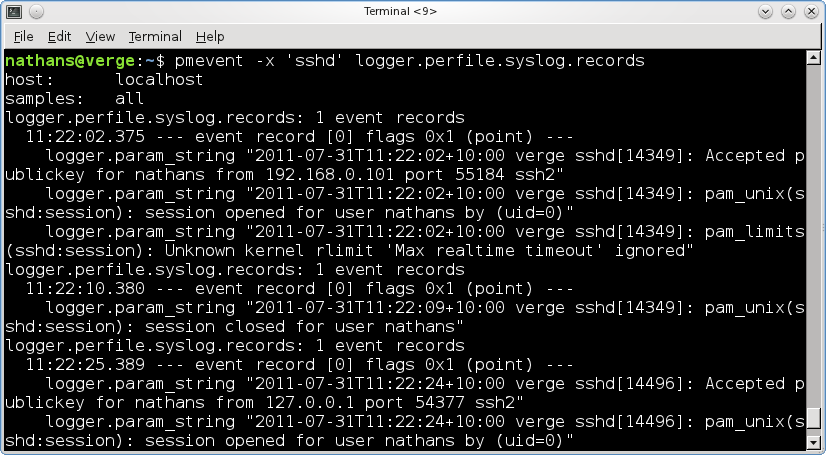 Terminal <9>
File Edit View Terminal Help
nathans@verge:~$ pmevent -x 'sshd' logger.perfile.syslog.records
host:      localhost
samples:   all
logger.perfile.syslog.records: 1 event records
  11:22:02.375 --- event record [0] flags 0x1 (point) ---
    logger.param_string "2011-07-31T11:22:02+10:00 verge sshd[14349]: Accepted p
ublickey for nathans from 192.168.0.101 port 55184 ssh2"
    logger.param_string "2011-07-31T11:22:02+10:00 verge sshd[14349]: pam_unix(s
shd:session): session opened for user nathans by (uid=0)"
    logger.param_string "2011-07-31T11:22:02+10:00 verge sshd[14349]: pam_limits
(sshd:session): Unknown kernel rlimit 'Max realtime timeout' ignored"
logger.perfile.syslog.records: 1 event records
  11:22:10.380 --- event record [0] flags 0x1 (point) ---
    logger.param_string "2011-07-31T11:22:09+10:00 verge sshd[14349]: pam_unix(s
shd:session): session closed for user nathans"
logger.perfile.syslog.records: 1 event records
  11:22:25.389 --- event record [0] flags 0x1 (point) ---
    logger.param_string "2011-07-31T11:22:24+10:00 verge sshd[14496]: Accepted p
ublickey for nathans from 127.0.0.1 port 54377 ssh2"
    logger.param_string "2011-07-31T11:22:24+10:00 verge sshd[14496]: pam_unix(s
shd:session): session opened for user nathans by (uid=0)"